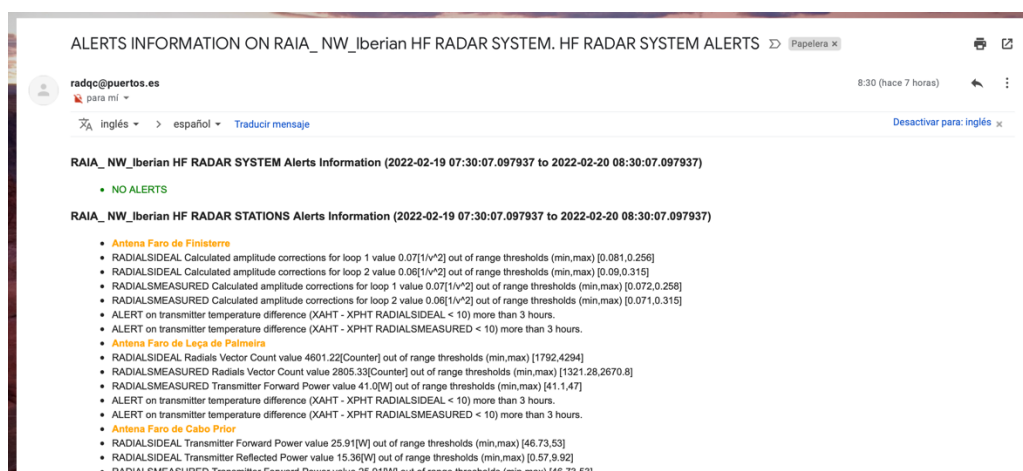 ALERTS INFORMATION ON RAIA_ NW_Iberian HF RADAR SYSTEM. HF RADAR SYSTEM ALERTS Papelera x
radqc@puertos.es 8:30 (hace 7 horas)
para mí
inglés > español Traducir mensaje Desactivar para: inglés x
RAIA_ NW_Iberian HF RADAR SYSTEM Alerts Information (2022-02-19 07:30:07.097937 to 2022-02-20 08:30:07.097937)
• NO ALERTS
RAIA_ NW_Iberian HF RADAR STATIONS Alerts Information (2022-02-19 07:30:07.097937 to 2022-02-20 08:30:07.097937)
• Antena Faro de Finisterre
• RADIALSIDEAL Calculated amplitude corrections for loop 1 value 0.07[1/v^2] out of range thresholds (min,max) [0.081,0.256]
• RADIALSIDEAL Calculated amplitude corrections for loop 2 value 0.06[1/v^2] out of range thresholds (min,max) [0.09,0.315]
• RADIALSMEASURED Calculated amplitude corrections for loop 1 value 0.07[1/v^2] out of range thresholds (min,max) [0.072,0.258]
• RADIALSMEASURED Calculated amplitude corrections for loop 2 value 0.06[1/v^2] out of range thresholds (min,max) [0.071,0.315]
• ALERT on transmitter temperature difference (XAHT - XPHT RADIALSIDEAL < 10) more than 3 hours.
• ALERT on transmitter temperature difference (XAHT - XPHT RADIALSMEASURED < 10) more than 3 hours.
• Antena Faro de Leça de Palmeira
• RADIALSIDEAL Radials Vector Count value 4601.22[Counter] out of range thresholds (min,max) [1792,4294]
• RADIALSMEASURED Radials Vector Count value 2805.33[Counter] out of range thresholds (min,max) [1321.28,2670.8]
• RADIALSMEASURED Transmitter Forward Power value 41.0[W] out of range thresholds (min,max) [41.1,47]
• ALERT on transmitter temperature difference (XAHT - XPHT RADIALSIDEAL < 10) more than 3 hours.
• ALERT on transmitter temperature difference (XAHT - XPHT RADIALSMEASURED < 10) more than 3 hours.
• Antena Faro de Cabo Prior
• RADIALSIDEAL Transmitter Forward Power value 25.91[W] out of range thresholds (min,max) [46.73,53]
• RADIALSIDEAL Transmitter Reflected Power value 15.36[W] out of range thresholds (min,max) [0.57,9.92]
• RADIALSMEASURED Transmitter Forward Power value 25.91[W] out of range thresholds (min,max) [46.73,53]